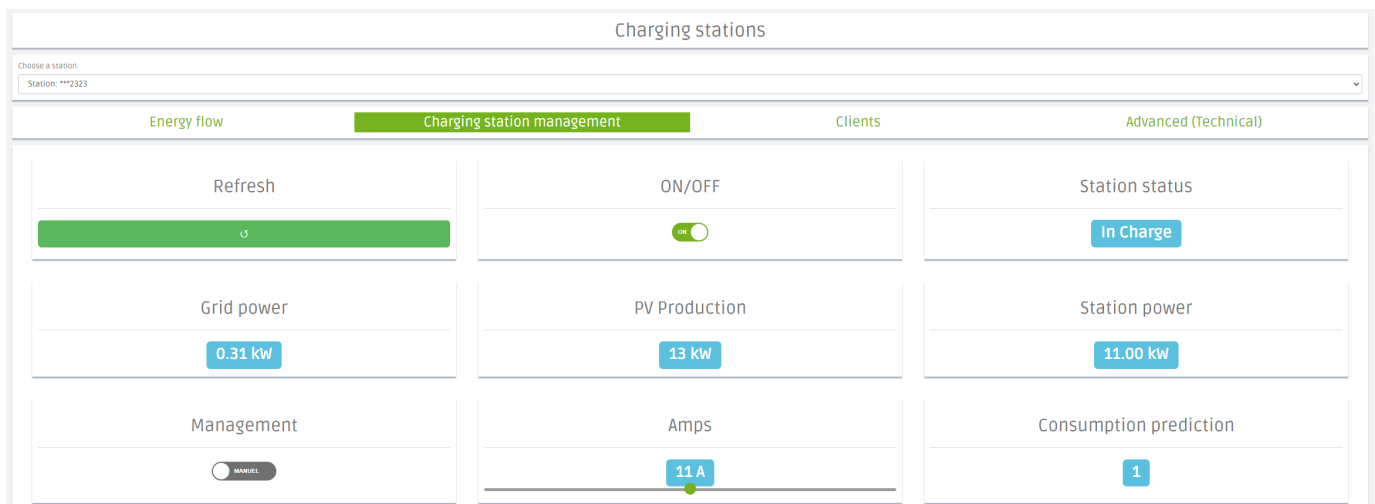 Charging stations
Choose a station
Station: ***2323
Energy flow
Charging station management
Clients
Advanced (Technical)
Refresh
ON/OFF
Station status
ON
In Charge
Grid power
PV Production
Station power
0.31 kW
13 kW
11.00 kW
Management
Amps
Consumption prediction
MANUEL
11 A
1